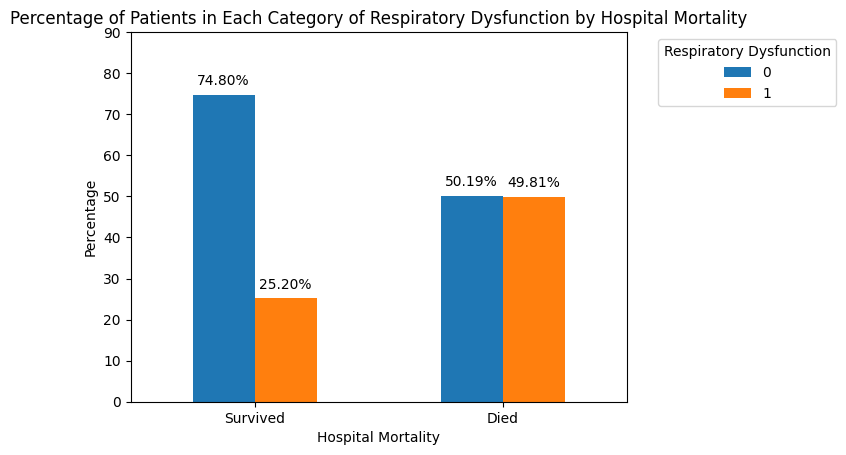 Percentage of Patients in Each Category of Respiratory Dysfunction by Hospital Mortality
90
80
70
60
50
40
30
20
10
0
Percentage
74.80%
25.20%
50.19%
49.81%
Survived
Died
Hospital Mortality
Respiratory Dysfunction
0
1